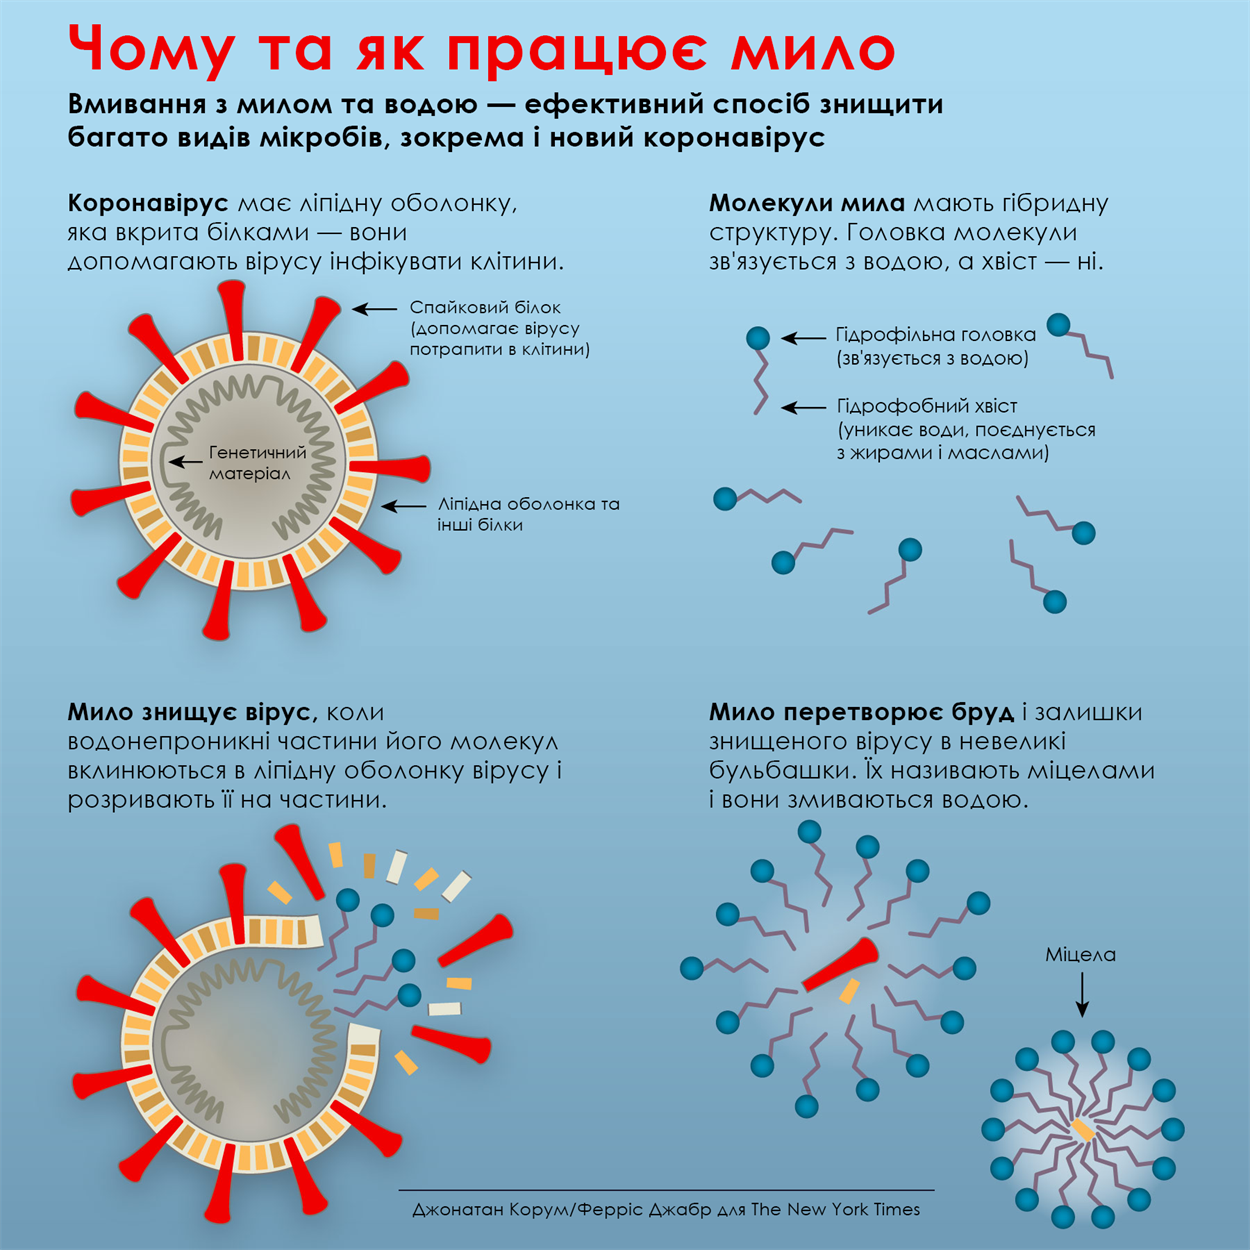 Чому та як працює мило
Вмивання з милом та водою — ефективний спосіб знищити
багато видів мікробів, зокрема і новий коронавірус
Коронавірус має ліпідну оболонку,
яка вкрита білками — вони
допомагають вірусу інфікувати клітини.
Спайковий білок
(допомагає вірусу
потрапити в клітини)
Генетичний
матеріал
Ліпідна оболонка та
інші білки
Молекули мила мають гібридну
структуру. Головка молекули
зв'язується з водою, а хвіст — ні.
Гідрофільна головка
(зв'язується з водою)
Гідрофобний хвіст
(уникає води, поєднується
з жирами і маслами)
Мило знищує вірус, коли
водонепроникні частини його молекул
вклинюються в ліпідну оболонку вірусу і
розривають її на частини.
Мило перетворює бруд і залишки
знищеного вірусу в невеликі
бульбашки. Їх називають міцелами
і вони змиваються водою.
Міцела
Джонатан Корум/Ферріс Джабр для The New York Times